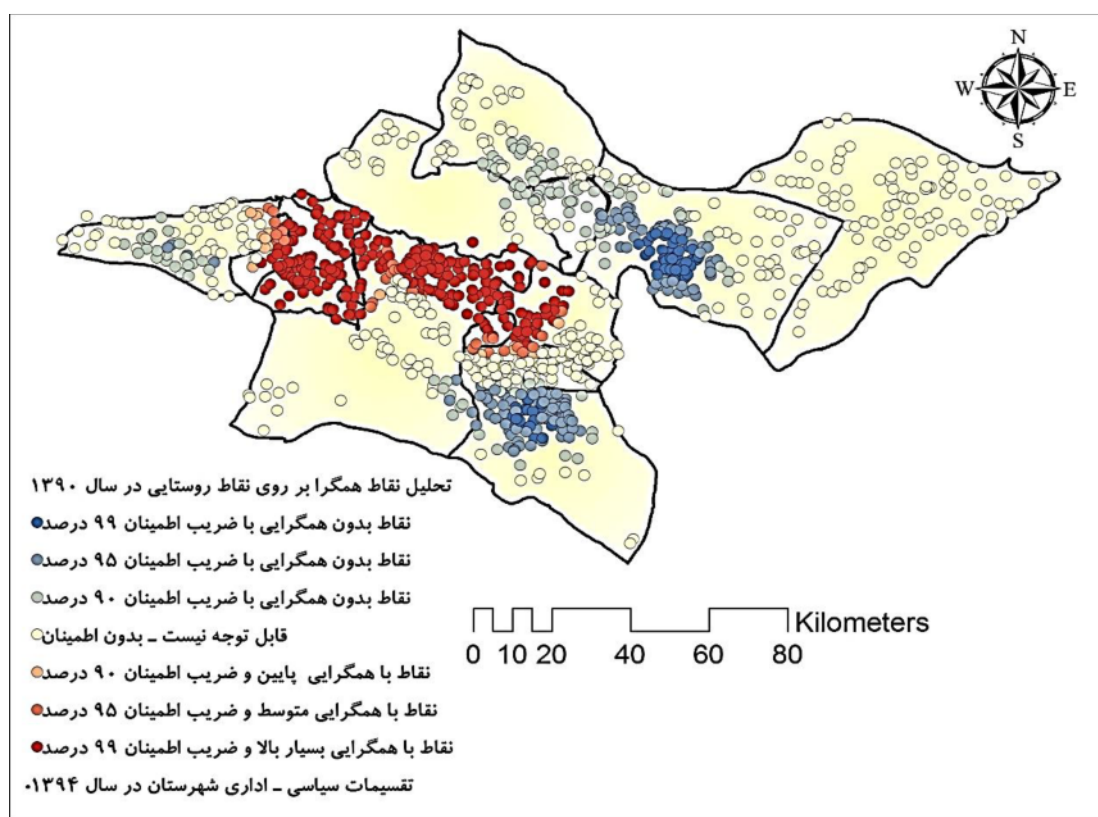 N
W E
S
تحلیل نقاط همگرا بر روی نقاط روستایی در سال ۱۳۹۰
نقاط بدون همگرایی با ضریب اطمینان ۹۹ درصد
نقاط بدون همگرایی با ضریب اطمینان ۹۵ درصد
نقاط بدون همگرایی با ضریب اطمینان ۹۰ درصد
قابل توجه نیست - بدون اطمینان
نقاط با همگرایی پایین و ضریب اطمینان ۹۰ درصد
نقاط با همگرایی متوسط و ضریب اطمینان ۹۵ درصد
نقاط با همگرایی بسیار بالا و ضریب اطمینان ۹۹ درصد
تقسیمات سیاسی - اداری شهرستان در سال ۱۳۹۴۰
Kilometers
0 10 20 40 60 80